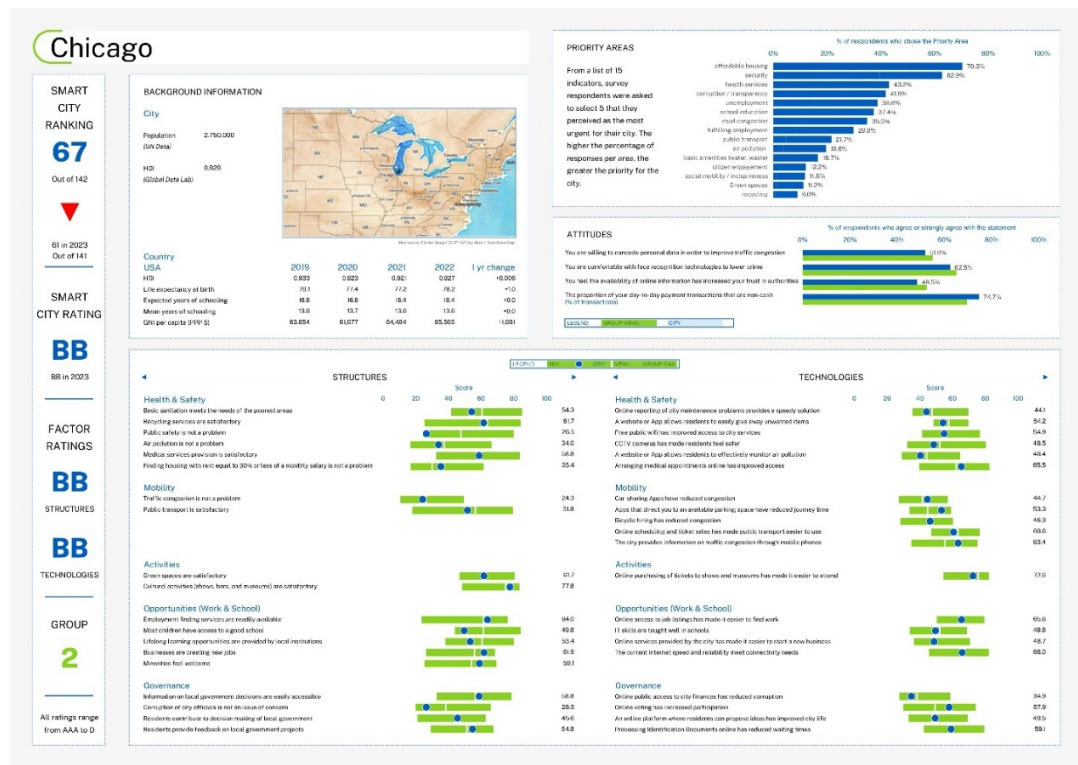 Chicago
SMART
CITY
RANKING
67
Out of 142
61 in 2023
Out of 141
SMART
CITY RATING
BB
BB in 2023
FACTOR
RATINGS
BB
STRUCTURES
BB
TECHNOLOGIES
GROUP
2
All ratings range
from AAA to D
BACKGROUND INFORMATION
City
Population 2,750,000
(UN Data)
HDI 0.929
(Global Data Lab)
Country
USA 2019 2020 2021 2022 1 yr change
HDI 0.933 0.923 0.921 0.927 +0.006
Life expectancy at birth 79.1 77.4 77.2 78.2 +1.0
Expected years of schooling 16.4 16.4 +0.0
Mean years of schooling 13.6 13.7 13.6 13.6 +0.0
GNI per capita (PPP $) 61,077
PRIORITY AREAS
From a list of 15
indicators, survey
respondents were asked
to select 5 that they
perceived as the most
urgent for their city. The
higher the percentage of
responses per area, the
greater the priority for the
city.
% of respondents who chose the Priority Area
0% 20% 40% 60% 80% 100%
affordable housing 70.3%
security 62.9%
health services 43.2%
corruption / transparency
unemployment 38.8%
school education 37.4%
road congestion 35.0%
fulfilling employment
public transport 21.7%
air pollution
basic amenities (water, waste) 16.7%
citizen engagement 12.2%
social mobility / inclusiveness
Green spaces 11.2%
recycling 9.0%
ATTITUDES
% of respondents who agree or strongly agree with the statement
0% 20% 40% 60% 80% 100%
You are willing to concede personal data in order to improve traffic congestion
You are comfortable with face recognition technologies to lower crime 62.5%
You feel the availability of online information has increased your trust in authorities 48.5%
The proportion of your day-to-day payment transactions that are non-cash 74.7%
(% of transactions)
LEGEND: GROUP MEAN CITY
LEGEND: MIN CITY MEAN GROUP MAX
STRUCTURES
Score
0 20 40 60 80 100
Health & Safety
Basic sanitation meets the needs of the poorest areas 54.3
Recycling services are satisfactory 61.7
Public safety is not a problem 26.5
Air pollution is not a problem 34.0
Medical services provision is satisfactory 58.8
Finding housing with rent equal to 30% or less of a monthly salary is not a problem 35.4
Mobility
Traffic congestion is not a problem 24.3
Public transport is satisfactory 51.8
Activities
Green spaces are satisfactory 61.7
Cultural activities (shows, bars, and museums) are satisfactory 77.8
Opportunities (Work & School)
Employment finding services are readily available
Most children have access to a good school 49.8
Lifelong learning opportunities are provided by local institutions 53.4
Businesses are creating new jobs 61.9
Minorities feel welcome 59.1
Governance
Information on local government decisions are easily accessible 58.8
Corruption of city officials is not an issue of concern
Residents contribute to decision making of local government 45.6
Residents provide feedback on local government projects 54.8
TECHNOLOGIES
Score
0 20 40 60 80 100
Health & Safety
Online reporting of city maintenance problems provides a speedy solution 44.1
A website or App allows residents to easily give away unwanted items 54.2
Free public wifi has improved access to city services 54.9
CCTV cameras has made residents feel safer 48.5
A website or App allows residents to effectively monitor air pollution
Arranging medical appointments online has improved access 65.5
Mobility
Car-sharing Apps have reduced congestion 44.7
Apps that direct you to an available parking space have reduced journey time 53.3
Bicycle hiring has reduced congestion 46.3
Online scheduling and ticket sales has made public transport easier to use
The city provides information on traffic congestion through mobile phones 63.4
Activities
Online purchasing of tickets to shows and museums has made it easier to attend 72.6
Opportunities (Work & School)
Online access to job listings has made it easier to find work
IT skills are taught well in schools
Online services provided by the city has made it easier to start a new business 48.7
The current internet speed and reliability meet connectivity needs 66.0
Governance
Online public access to city finances has reduced corruption 34.9
Online voting has increased participation 57.9
An online platform where residents can propose ideas has improved city life 49.5
Processing Identification Documents online has reduced waiting times 59.1